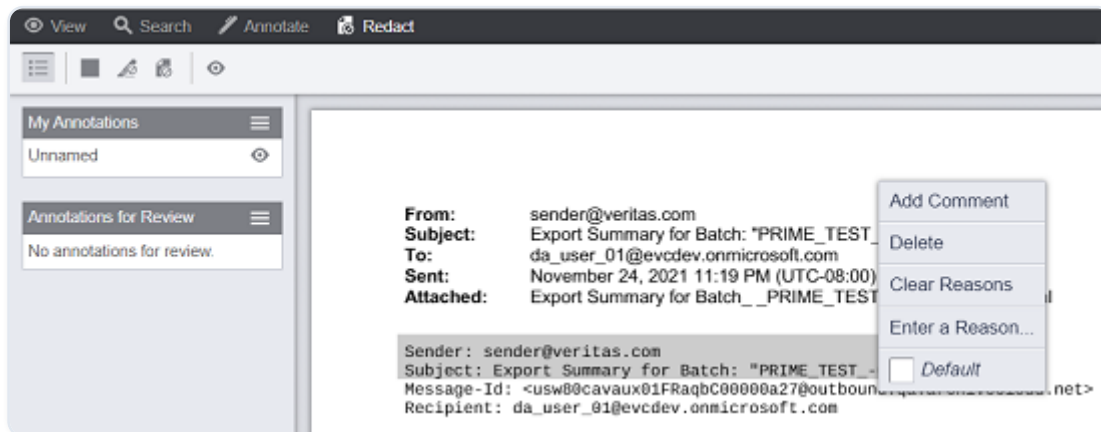 View Search Annotate Redact
My Annotations
Unnamed
Annotations for Review
No annotations for review.
From: sender@veritas.com
Subject: Export Summary for Batch: "PRIME_TEST_
To: da_user_01@evcdev.onmicrosoft.com
Sent: November 24, 2021 11:19 PM (UTC-08:00)
Attached: Export Summary for Batch_ _PRIME_TEST
Sender: sender@veritas.com
Subject: Export Summary for Batch: "PRIME_TEST_-
Message-Id: .net>
Recipient: da_user_01@evcdev.onmicrosoft.com
Add Comment
Delete
Clear Reasons
Enter a Reason...
Default